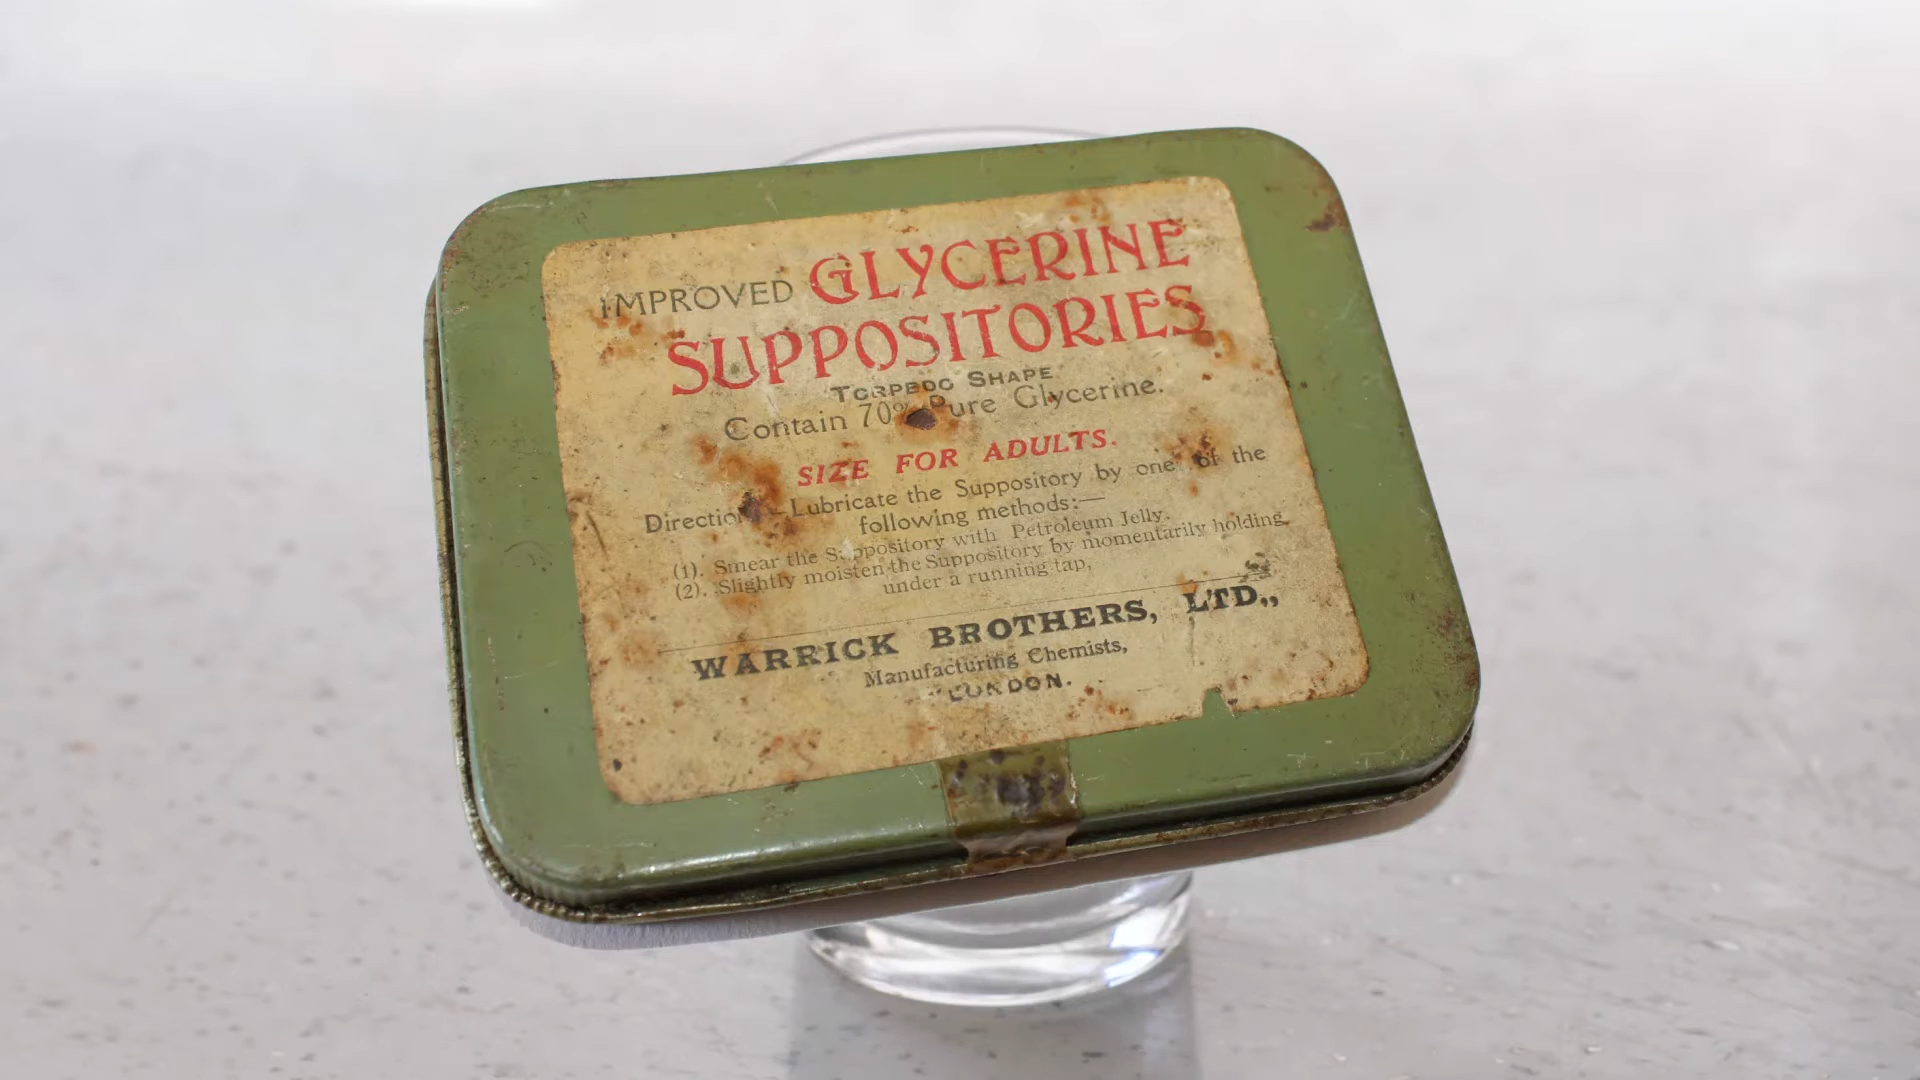 IMPROVED GLYCERINE
SUPPOSITORIES
TORPEDO SHAPE
Contain 70% Pure Glycerine.
SIZE FOR ADULTS.
Directions—Lubricate the Suppository by one of the
following methods:—
(1). Smear the Suppository with Petroleum Jelly.
(2). Slightly moisten the Suppository by momentarily holding
under a running tap,
WARRICK BROTHERS, LTD.,
Manufacturing Chemists,
LONDON.